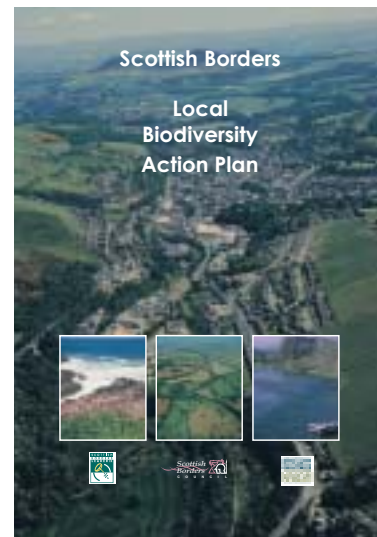 Scottish Borders
Local
Biodiversity
Action Plan
Scottish
Borders
COUNCIL